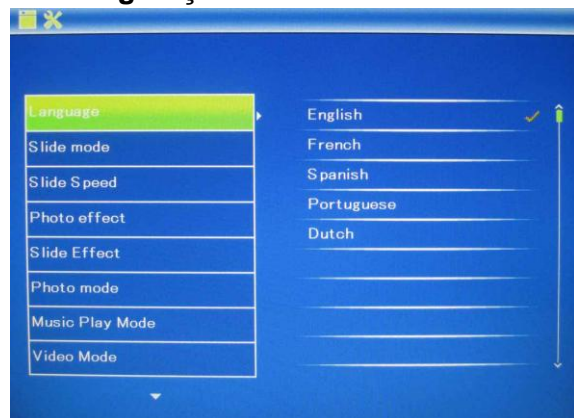 Language
Slide mode
Slide Speed
Photo effect
Slide Effect
Photo mode
Music Play Mode
Video Mode
English
French
Spanish
Portuguese
Dutch